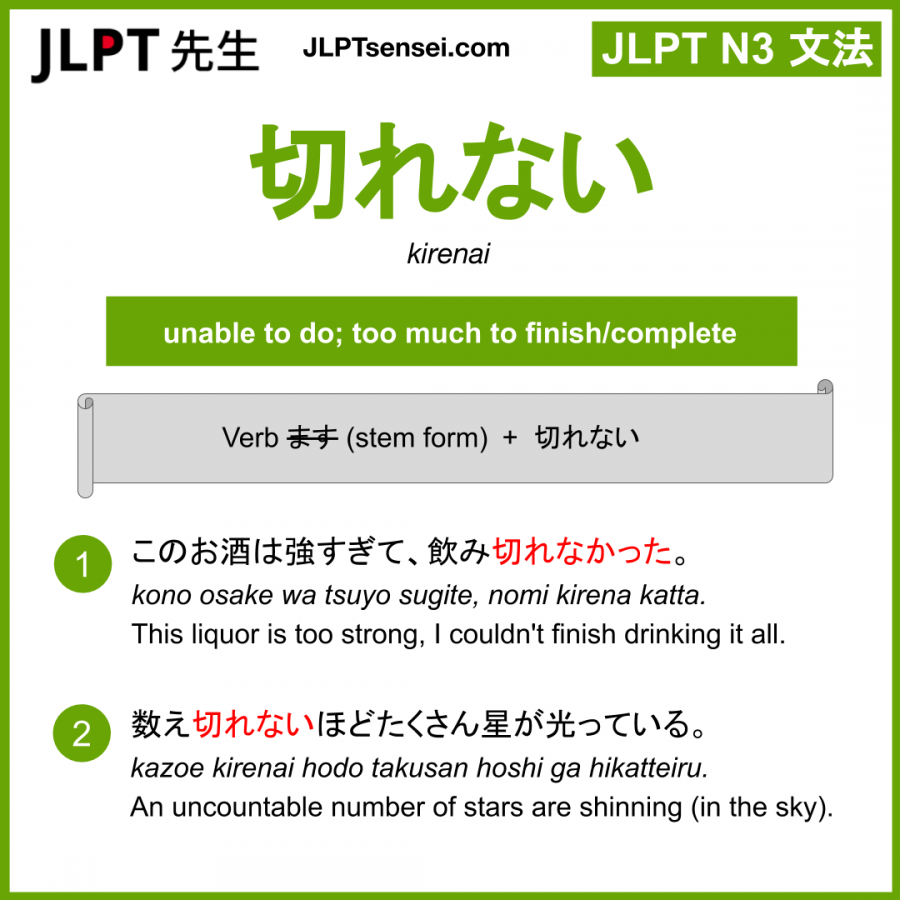 JLPT 先生
JLPTsensei.com
JLPT N3 文法
切れない
kirenai
unable to do; too much to finish/complete
Verb ます (stem form) + 切れない
1
このお酒は強すぎて、飲み切れなかった。
kono osake wa tsuyo sugite, nomi kirena katta.
This liquor is too strong, I couldn't finish drinking it all.
2
数え切れないほどたくさん星が光っている。
kazoe kirenai hodo takusan hoshi ga hikatteiru.
An uncountable number of stars are shinning (in the sky).